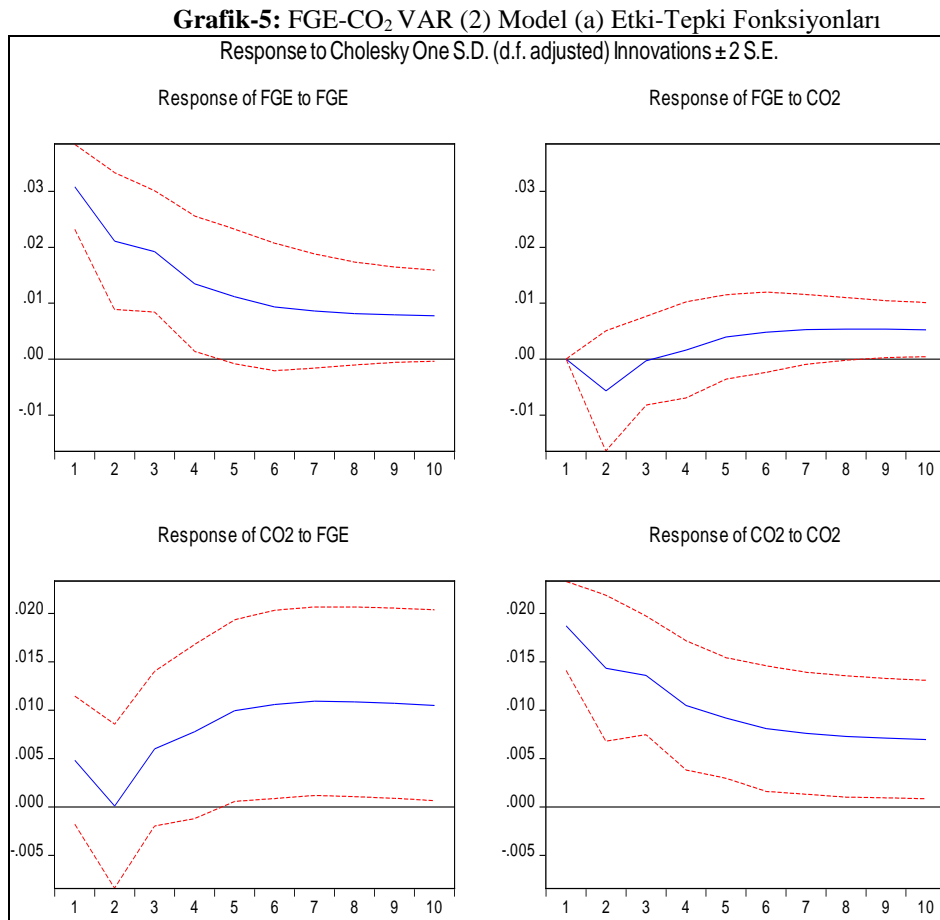 Grafik-5: FGE-CO₂ VAR (2) Model (a) Etki-Tepki Fonksiyonları
Response to Cholesky One S.D. (d.f. adjusted) Innovations ± 2 S.E.
Response of FGE to FGE
.03
.02
.01
.00
-.01
1 2 3 4 5 6 7 8 9 10
Response of FGE to CO2
.03
.02
.01
.00
-.01
1 2 3 4 5 6 7 8 9 10
Response of CO2 to FGE
.020
.015
.010
.005
.000
-.005
1 2 3 4 5 6 7 8 9 10
Response of CO2 to CO2
.020
.015
.010
.005
.000
-.005
1 2 3 4 5 6 7 8 9 10